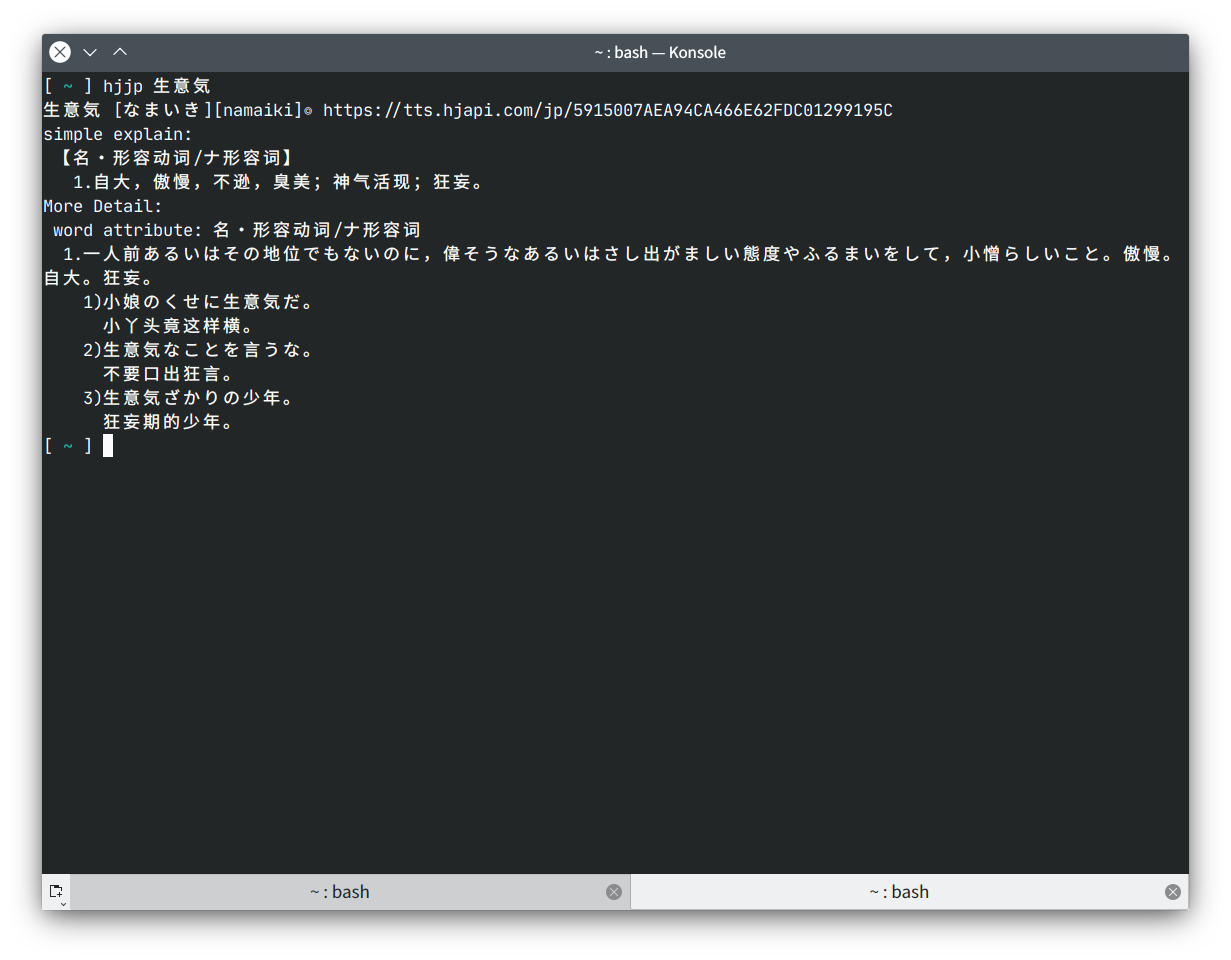 ~ : bash — Konsole
[ ~ ] hjjp 生意気
生意気 [なまいき][namaiki]◎ https://tts.hjapi.com/jp/5915007AEA94CA466E62FDC01299195C
simple explain:
【名・形容动词/ナ形容词】
1.自大，傲慢，不逊，臭美；神气活现；狂妄。
More Detail:
word attribute: 名・形容动词/ナ形容词
1.一人前あるいはその地位でもないのに，偉そうなあるいはさし出がましい態度やふるまいをして，小憎らしいこと。傲慢。
自大。狂妄。
1)小娘のくせに生意気だ。
小丫头竟这样横。
2)生意気なことを言うな。
不要口出狂言。
3)生意気ざかりの少年。
狂妄期的少年。
[ ~ ]
~ : bash
~ : bash